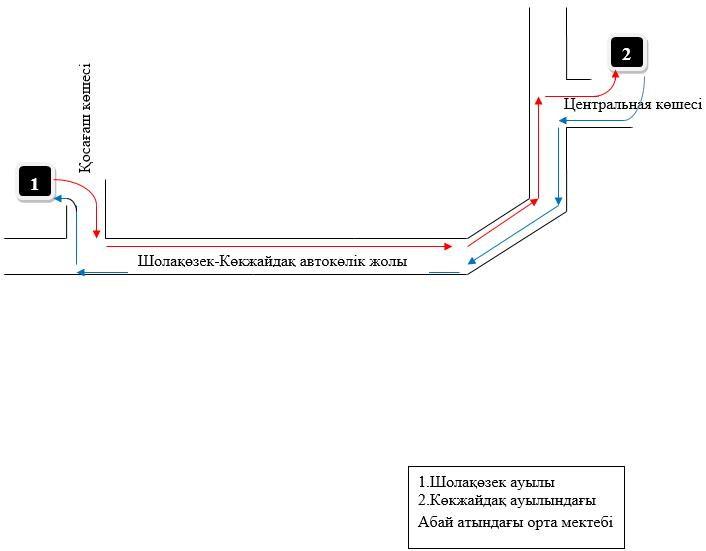 2
Центральная көшесі
Қосағаш көшесі
1
Шолақөзек-Көкжайдақ автокөлік жолы
1.Шолақөзек ауылы
2.Көкжайдақ ауылындағы
Абай атындағы орта мектебі